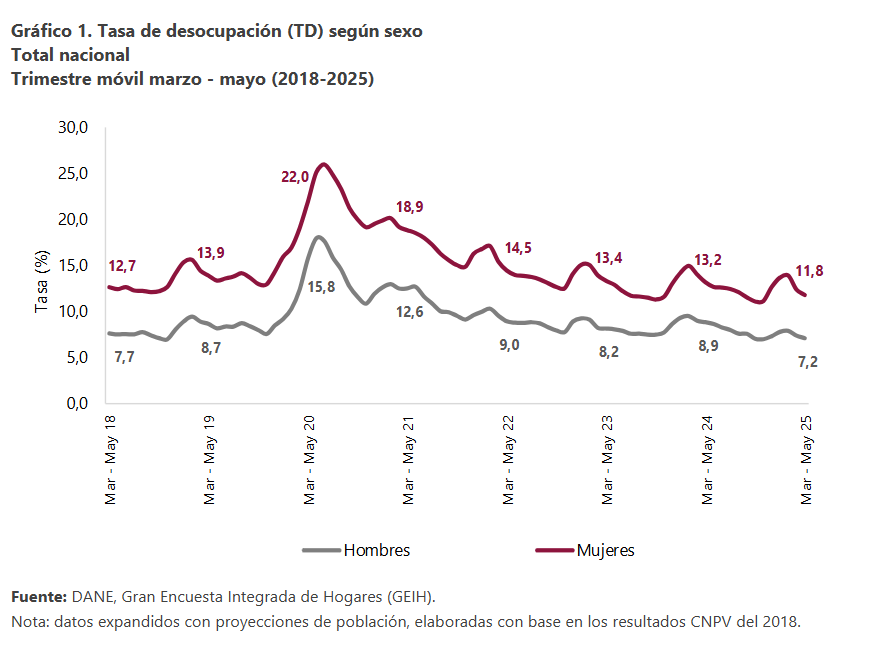 Gráfico 1. Tasa de desocupación (TD) según sexo
Total nacional
Trimestre móvil marzo - mayo (2018-2025)
30,0
25,0
20,0
15,0
10,0
5,0
0,0
Tasa (%)
12,7
13,9
22,0
18,9
14,5
13,4
13,2
11,8
7,7
8,7
15,8
12,6
9,0
8,2
8,9
7,2
Mar - May 18
Mar - May 19
Mar - May 20
Mar - May 21
Mar - May 22
Mar - May 23
Mar - May 24
Mar - May 25
Hombres
Mujeres
Fuente: DANE, Gran Encuesta Integrada de Hogares (GEIH).
Nota: datos expandidos con proyecciones de población, elaboradas con base en los resultados CNPV del 2018.